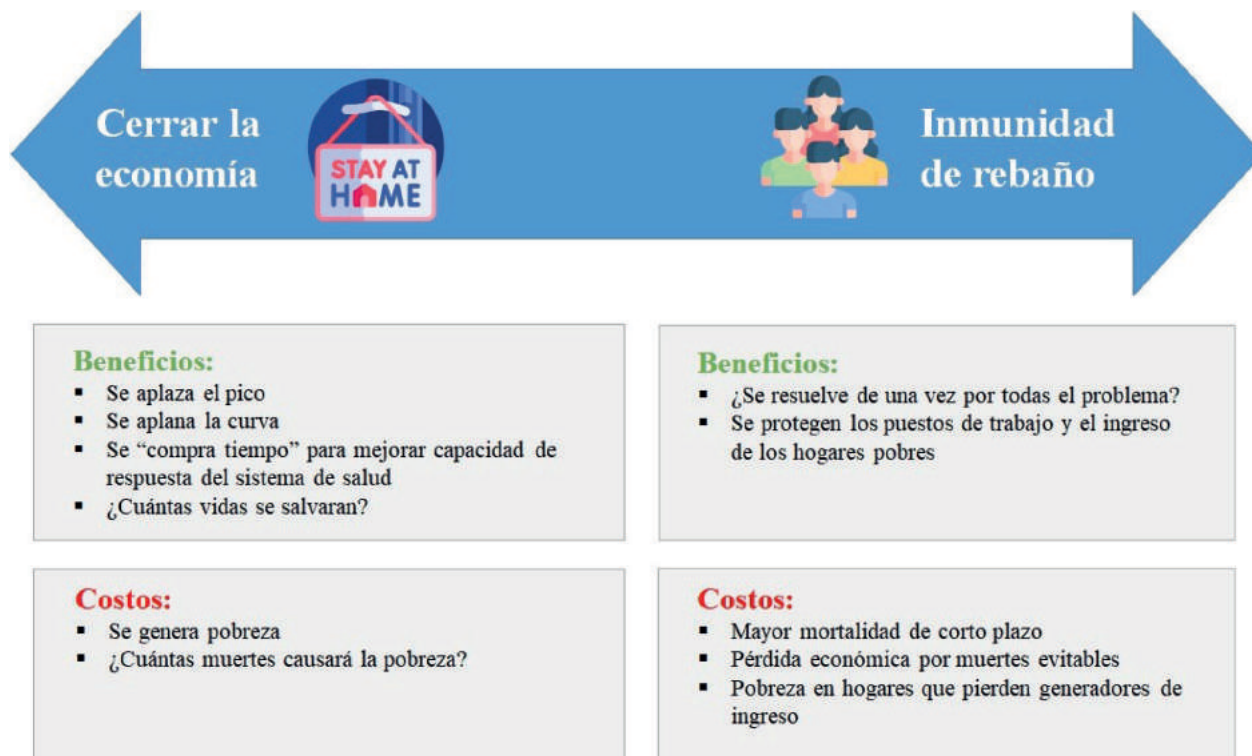 Cerrar la
economía
STAY AT
HOME
Inmunidad
de rebaño
Beneficios:
▪ Se aplaza el pico
▪ Se aplana la curva
▪ Se “compra tiempo” para mejorar capacidad de
respuesta del sistema de salud
▪ ¿Cuántas vidas se salvaran?
Beneficios:
▪ ¿Se resuelve de una vez por todas el problema?
▪ Se protegen los puestos de trabajo y el ingreso
de los hogares pobres
Costos:
▪ Se genera pobreza
▪ ¿Cuántas muertes causará la pobreza?
Costos:
▪ Mayor mortalidad de corto plazo
▪ Pérdida económica por muertes evitables
▪ Pobreza en hogares que pierden generadores de
ingreso